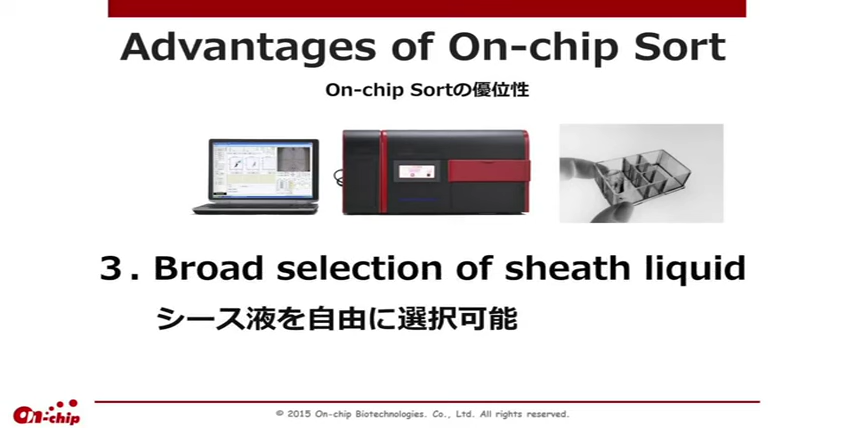 Advantages of On-chip Sort
On-chip Sortの優位性
3. Broad selection of sheath liquid
シース液を自由に選択可能
On-chip
© 2015 On-chip Biotechnologies. Co., Ltd. All rights reserved.